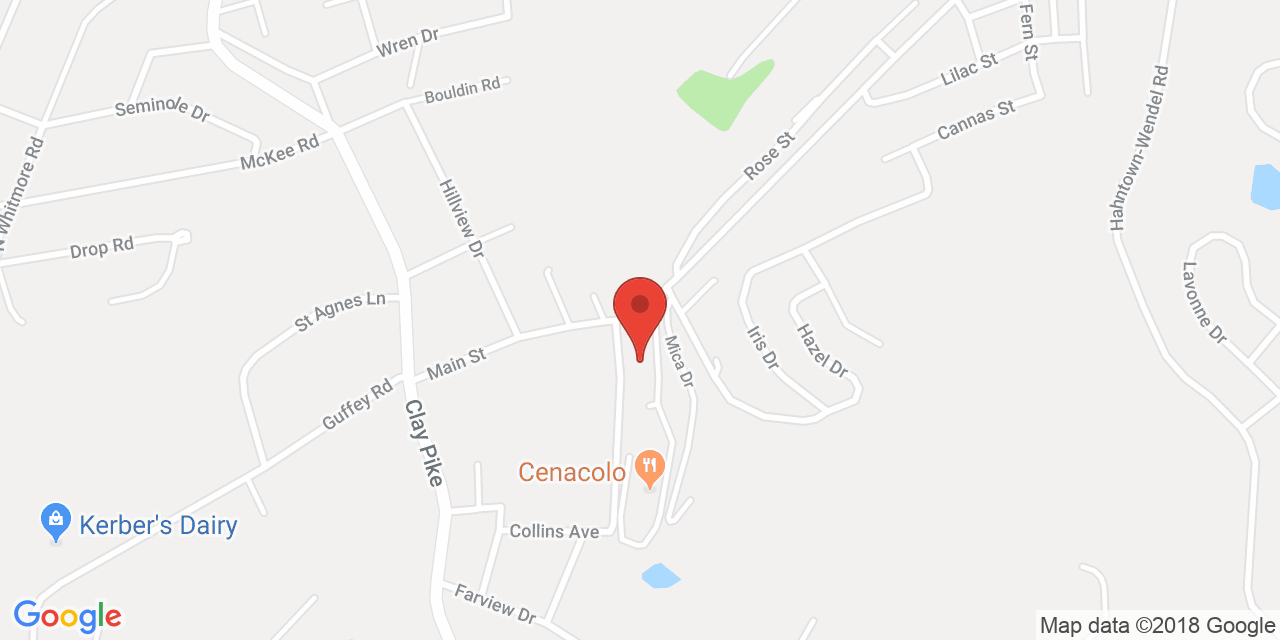 Fern St
Wren Dr
Lilac St
Bouldin Rd
Seminole Dr
Cannas St
McKee Rd
Rose St
Hahntown-Wendel Rd
N Whitmore Rd
Hillview Dr
Drop Rd
St Agnes Ln
Lavonne Dr
Main St
Mica Dr
Iris Dr
Hazel Dr
Guffey Rd
Clay Pike
Cenacolo
Kerber's Dairy
Collins Ave
Farview Dr
Google
Map data ©2018 Google